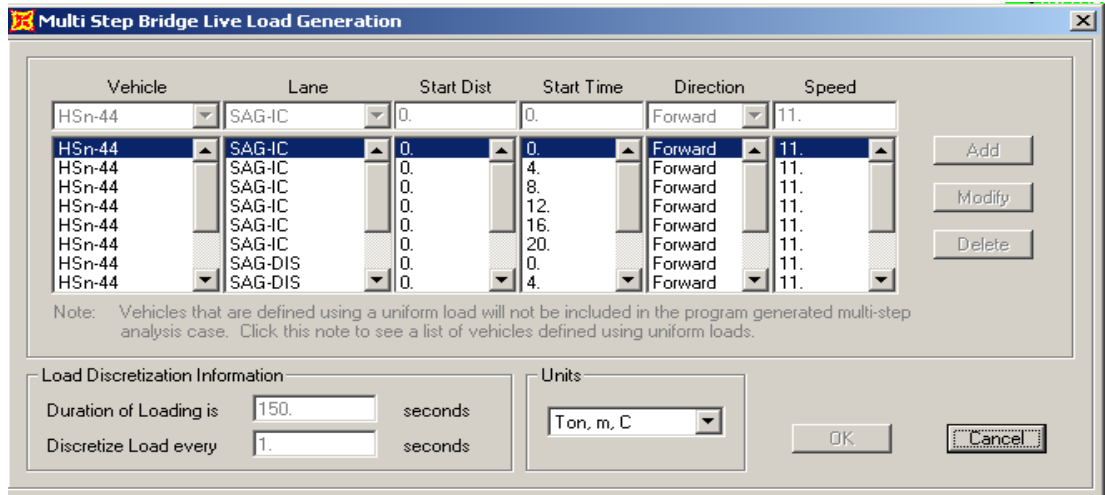 Multi Step Bridge Live Load Generation
Vehicle Lane Start Dist Start Time Direction Speed
HSn-44 SAG-IC 0. 0. Forward 11.
HSn-44 SAG-IC 0. 0. Forward 11.
HSn-44 SAG-IC 0. 4. Forward 11.
HSn-44 SAG-IC 0. 8. Forward 11.
HSn-44 SAG-IC 0. 12. Forward 11.
HSn-44 SAG-IC 0. 16. Forward 11.
HSn-44 SAG-IC 0. 20. Forward 11.
HSn-44 SAG-DIS 0. 0. Forward 11.
HSn-44 SAG-DIS 0. 4. Forward 11.
Add
Modify
Delete
Note: Vehicles that are defined using a uniform load will not be included in the program generated multi-step
analysis case. Click this note to see a list of vehicles defined using uniform loads.
Load Discretization Information
Duration of Loading is 150. seconds
Discretize Load every 1. seconds
Units
Ton, m, C
OK
Cancel